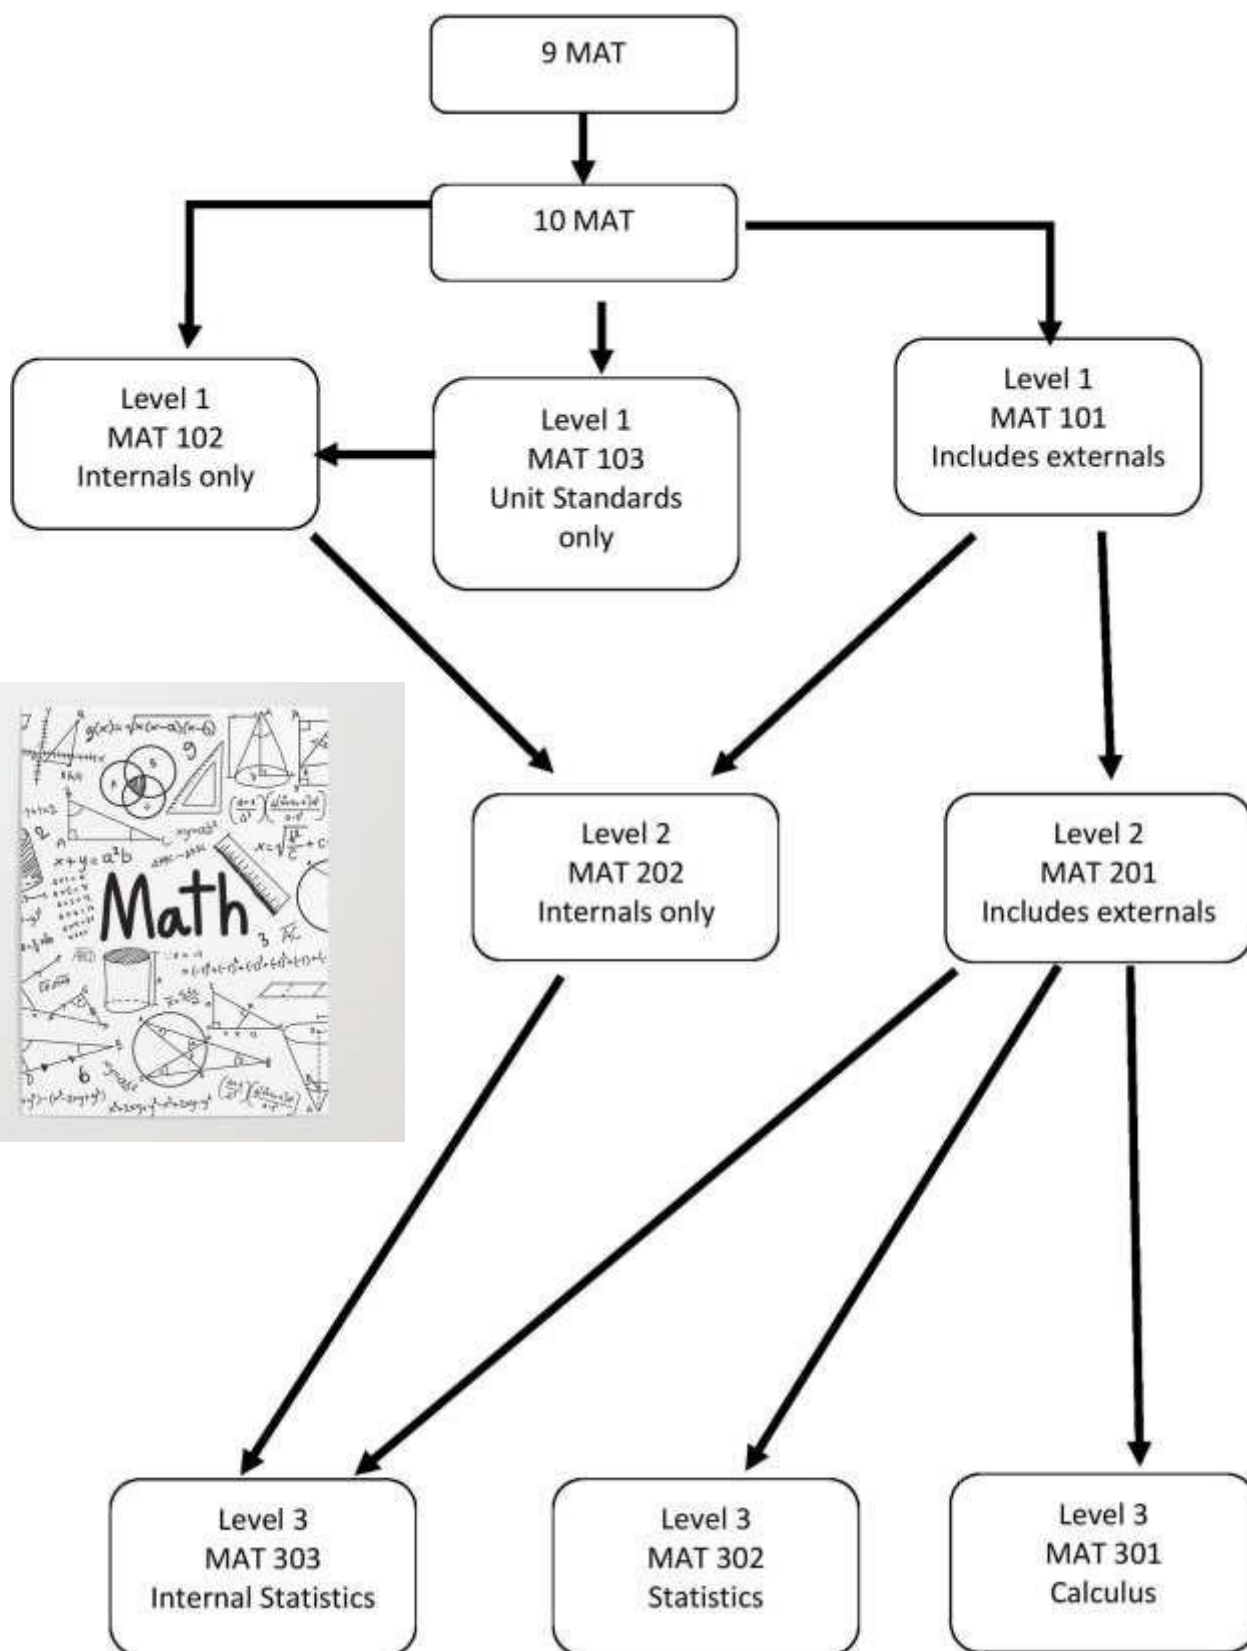 9 MAT
10 MAT
Level 1
MAT 102
Internals only
Level 1
MAT 103
Unit Standards
only
Level 1
MAT 101
Includes externals
Math
x+y=a²b
Level 2
MAT 202
Internals only
Level 2
MAT 201
Includes externals
Level 3
MAT 303
Internal Statistics
Level 3
MAT 302
Statistics
Level 3
MAT 301
Calculus